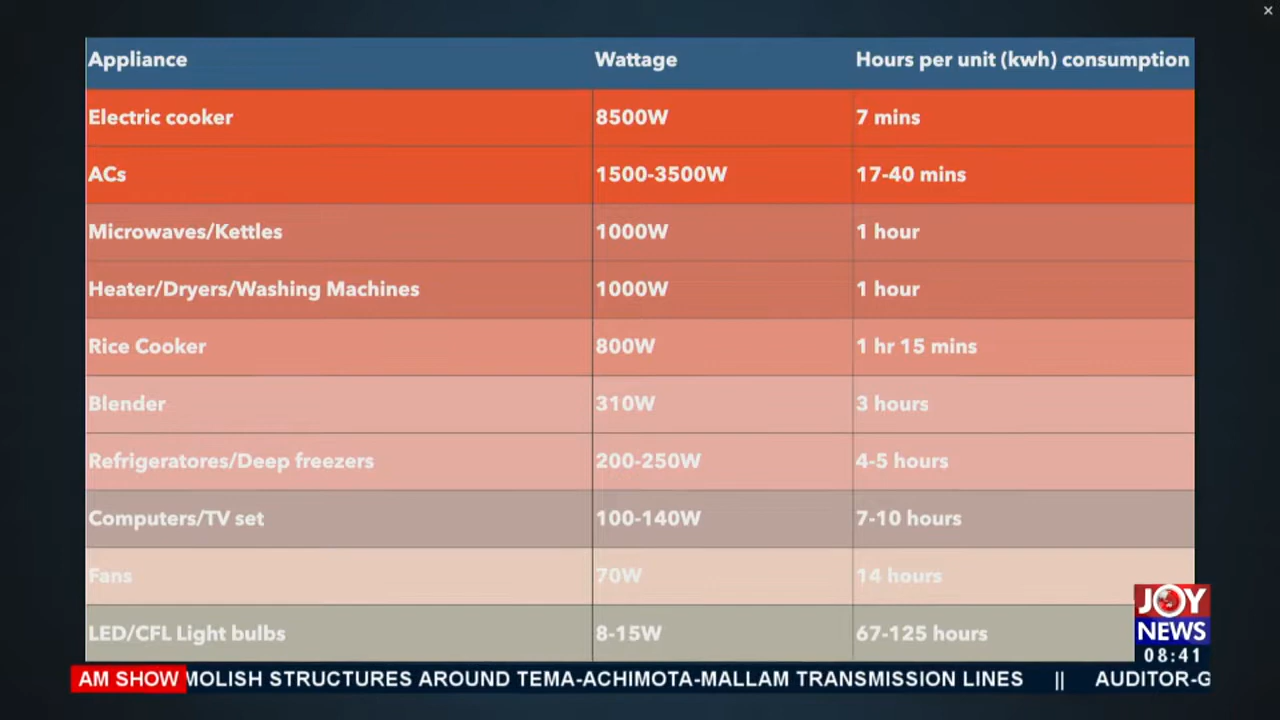 Appliance Wattage Hours per unit (kwh) consumption
Electric cooker 8500W 7 mins
ACs 1500-3500W 17-40 mins
Microwaves/Kettles 1000W 1 hour
Heater/Dryers/Washing Machines 1000W 1 hour
Rice Cooker 800W 1 hr 15 mins
Blender 310W 3 hours
Refrigeratores/Deep freezers 200-250W 4-5 hours
Computers/TV set 100-140W 7-10 hours
Fans 70W 14 hours
LED/CFL Light bulbs 8-15W 67-125 hours
JOY
NEWS
08:41
AM SHOW MOLISH STRUCTURES AROUND TEMA-ACHIMOTA-MALLAM TRANSMISSION LINES || AUDITOR-G